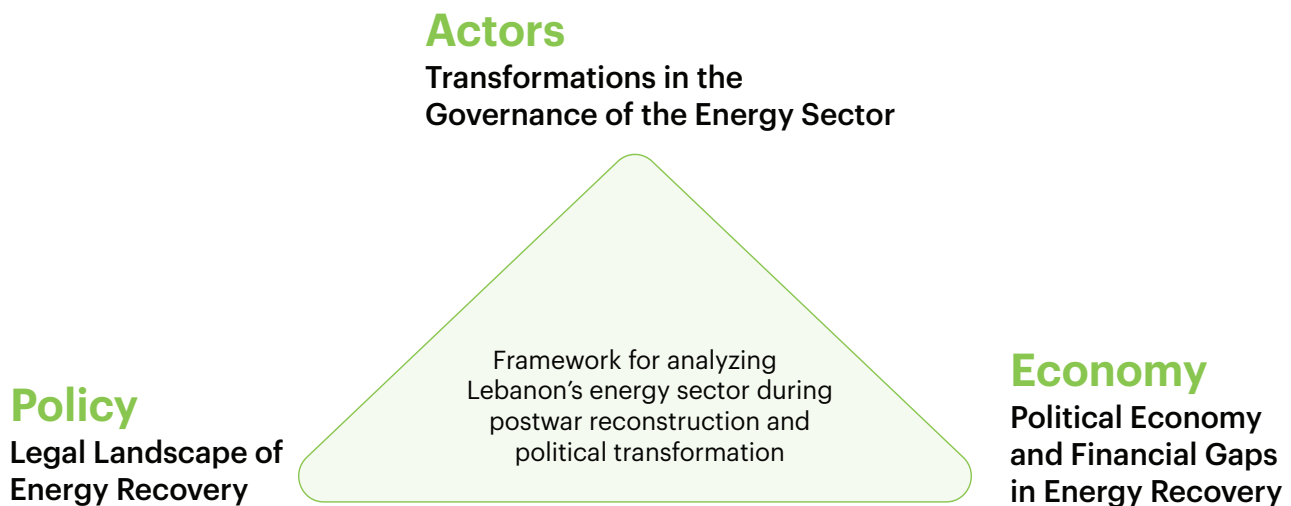 Actors
Transformations in the
Governance of the Energy Sector
Framework for analyzing
Lebanon’s energy sector during
postwar reconstruction and
political transformation
Policy
Legal Landscape of
Energy Recovery
Economy
Political Economy
and Financial Gaps
in Energy Recovery